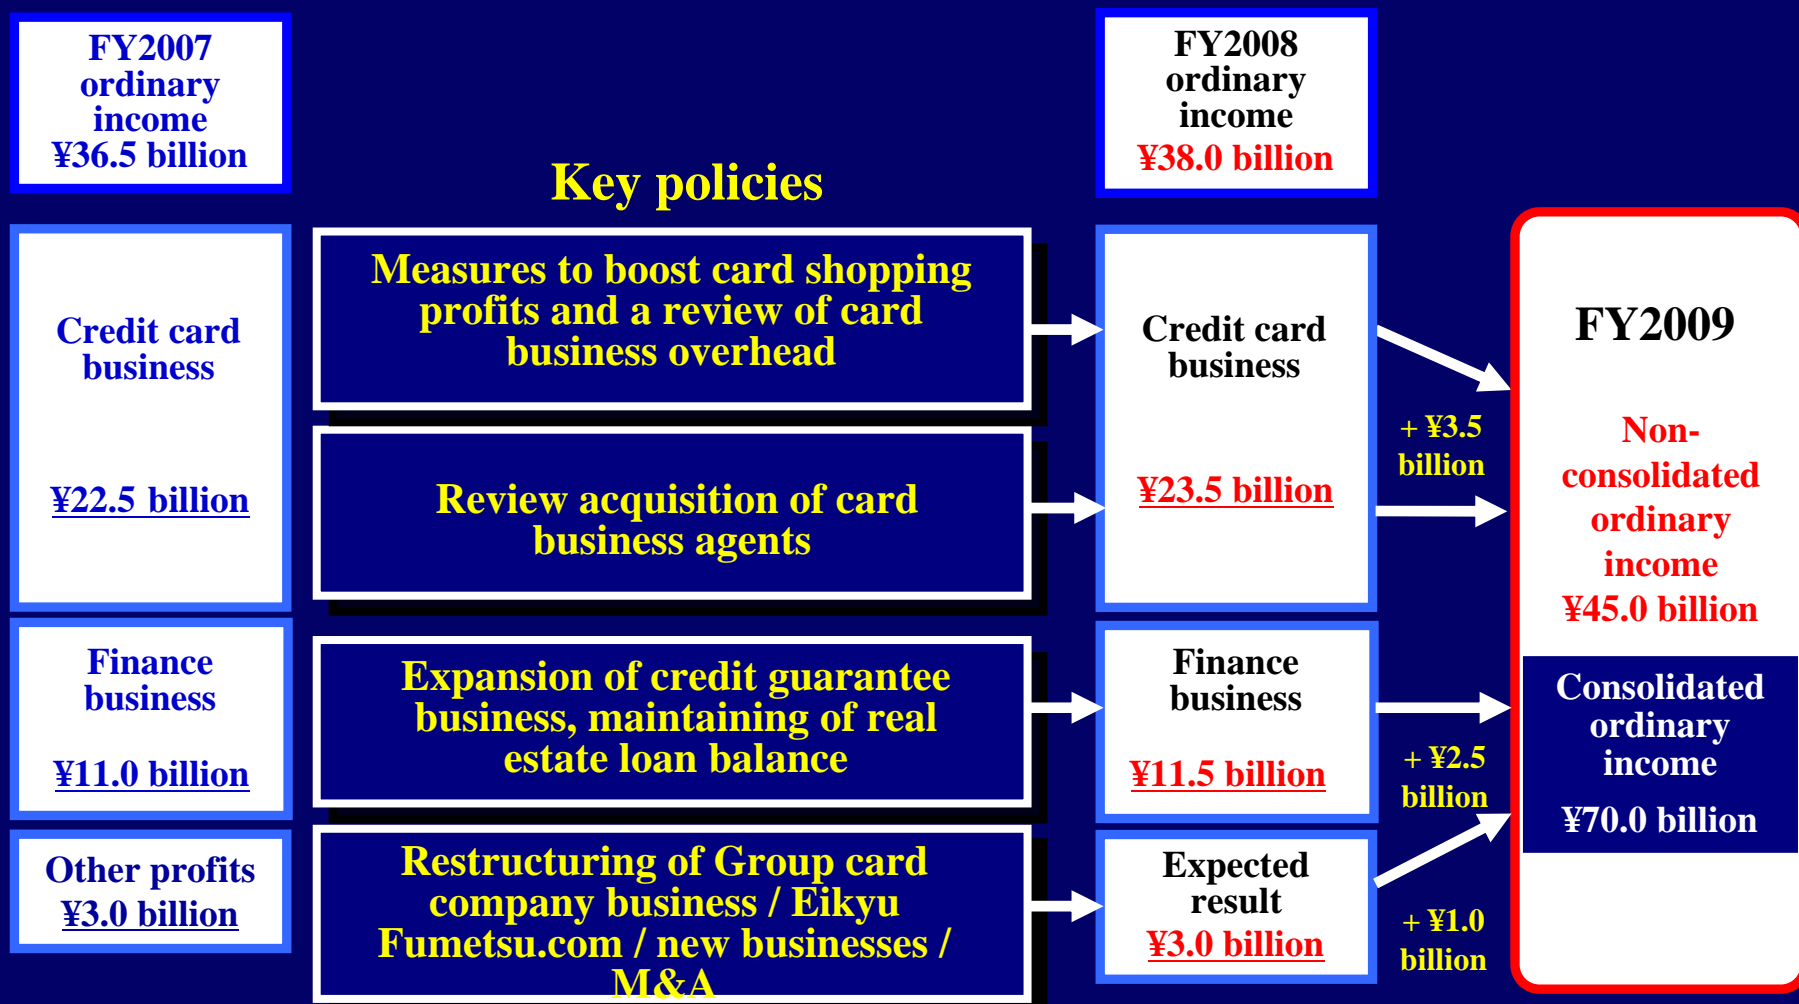 FY2007
ordinary
income
¥36.5 billion
FY2008
ordinary
income
¥38.0 billion
Key policies
Credit card
business
¥22.5 billion
Measures to boost card shopping
profits and a review of card
business overhead
Review acquisition of card
business agents
Credit card
business
¥23.5 billion
+ ¥3.5
billion
Finance
business
¥11.0 billion
Expansion of credit guarantee
business, maintaining of real
estate loan balance
Finance
business
¥11.5 billion
+ ¥2.5
billion
Other profits
¥3.0 billion
Restructuring of Group card
company business / Eikyu
Fumetsu.com / new businesses /
M&A
Expected
result
¥3.0 billion
+ ¥1.0
billion
FY2009
Non-
consolidated
ordinary
income
¥45.0 billion
Consolidated
ordinary
income
¥70.0 billion